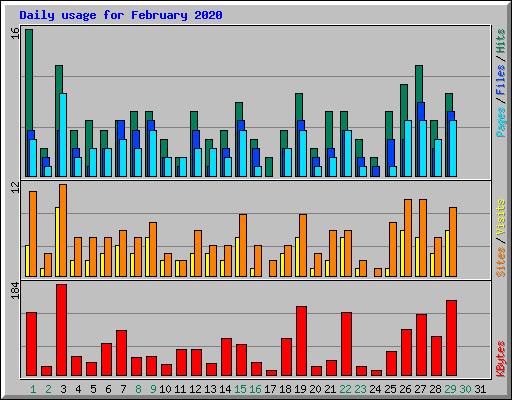 Daily usage for February 2020
16
Pages / Files / Hits
12
Sites / Visits
184
KBytes
1 2 3 4 5 6 7 8 9 10 11 12 13 14 15 16 17 18 19 20 21 22 23 24 25 26 27 28 29 30 31